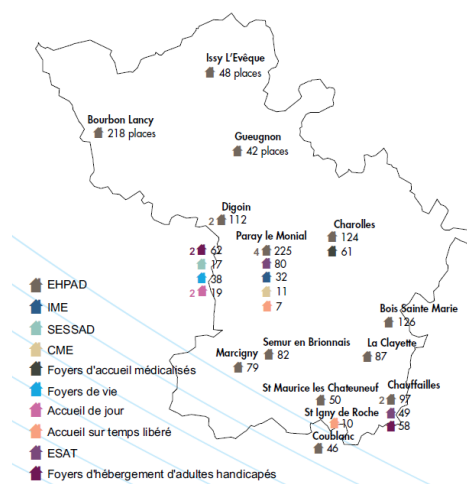 Issy L'Evêque
48 places
Bourbon Lancy
218 places
Gueugnon
42 places
Digoin
2 112
2 62
17
38
2 19
Paray le Monial
4 225
80
32
11
7
Charolles
124
61
Bois Sainte Marie
126
La Clayette
87
Semur en Brionnais
82
Marcigny
79
St Maurice les Chateuneuf
50
Chauffailles
2 97
49
58
St Igny de Roche
10
Coublanc
46
EHPAD
IME
SESSAD
CME
Foyers d'accueil médicalisés
Foyers de vie
Accueil de jour
Accueil sur temps libéré
ESAT
Foyers d'hébergement d'adultes handicapés